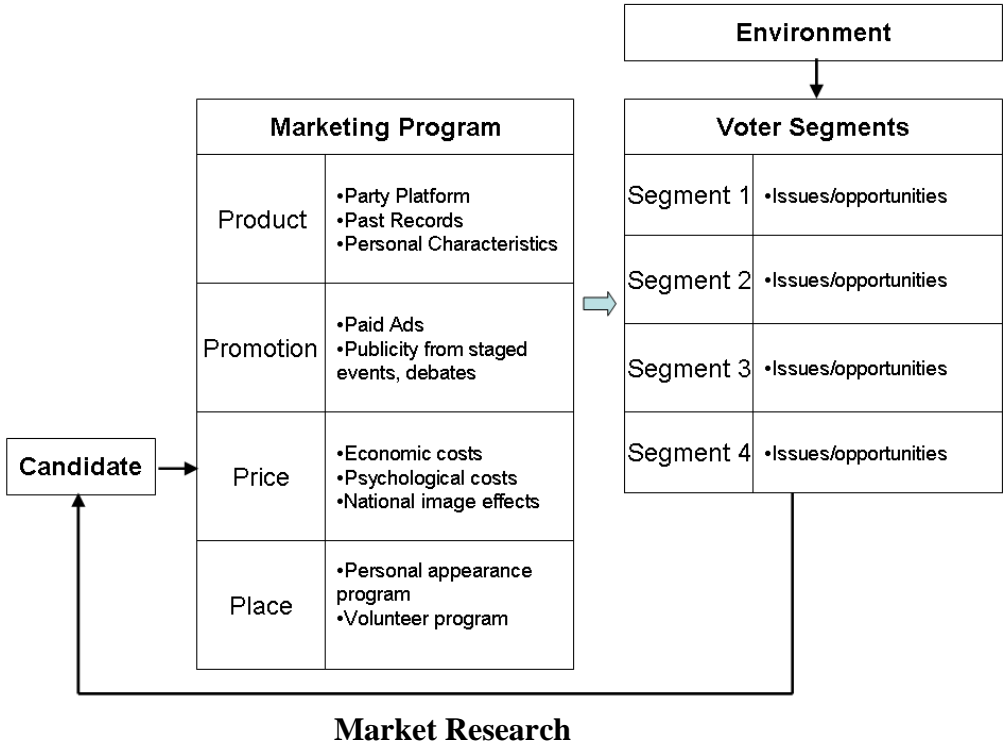 Environment
Marketing Program
Voter Segments
Product
•Party Platform
•Past Records
•Personal Characteristics
Promotion
•Paid Ads
•Publicity from staged
events, debates
Candidate
Price
•Economic costs
•Psychological costs
•National image effects
Place
•Personal appearance
program
•Volunteer program
Segment 1
•Issues/opportunities
Segment 2
•Issues/opportunities
Segment 3
•Issues/opportunities
Segment 4
•Issues/opportunities
Market Research